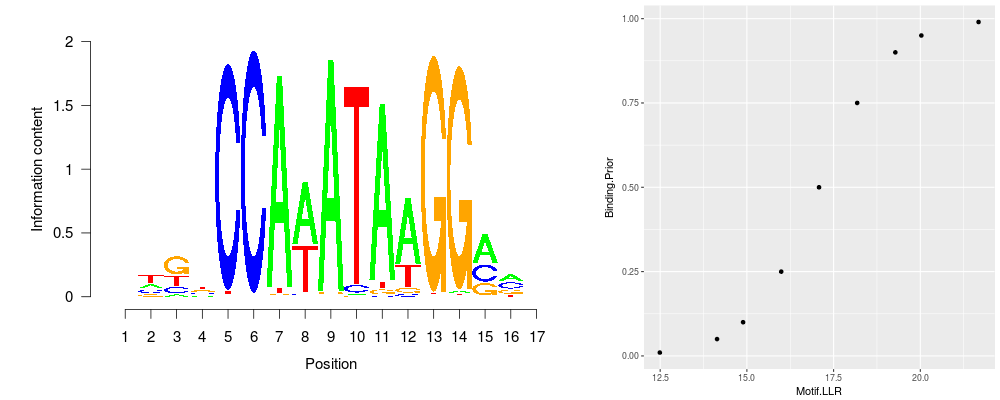 Information content
2
1.5
1
0.5
0
T G C C A A A T A A G G A A
A T T T C
C G
1 2 3 4 5 6 7 8 9 10 11 12 13 14 15 16 17
Position
Binding.Prior
1.00
0.75
0.50
0.25
0.00
12.5 15.0 17.5 20.0
Motif.LLR